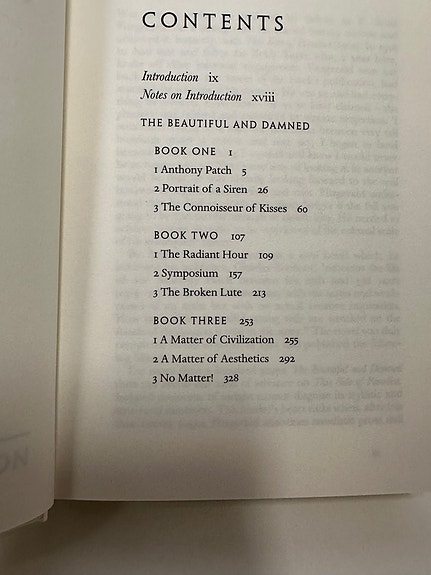 CONTENTS
Introduction ix
Notes on Introduction xviii
THE BEAUTIFUL AND DAMNED
BOOK ONE 1
1 Anthony Patch 5
2 Portrait of a Siren 26
3 The Connoisseur of Kisses 60
BOOK TWO 107
1 The Radiant Hour 109
2 Symposium 157
3 The Broken Lute 213
BOOK THREE 253
1 A Matter of Civilization 255
2 A Matter of Aesthetics 292
3 No Matter! 328